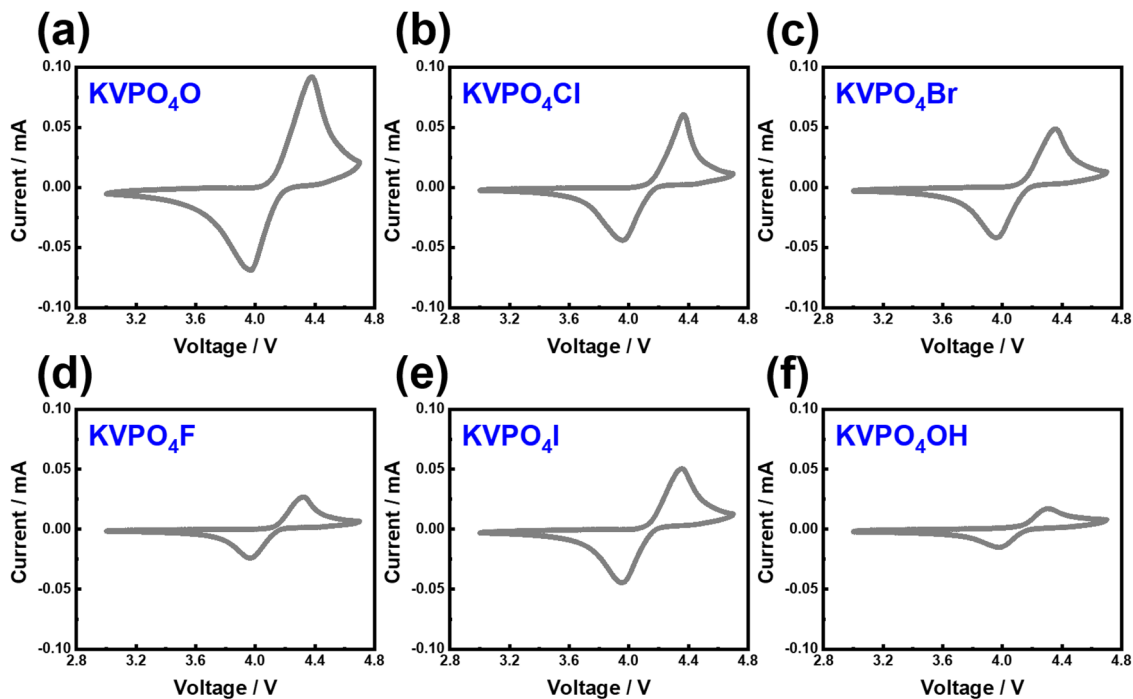 (a)
KVPO4O
Current / mA
0.10
0.05
0.00
-0.05
-0.10
2.8 3.2 3.6 4.0 4.4 4.8
Voltage / V
(b)
KVPO4Cl
Current / mA
0.10
0.05
0.00
-0.05
-0.10
2.8 3.2 3.6 4.0 4.4 4.8
Voltage / V
(c)
KVPO4Br
Current / mA
0.10
0.05
0.00
-0.05
-0.10
2.8 3.2 3.6 4.0 4.4 4.8
Voltage / V
(d)
KVPO4F
Current / mA
0.10
0.05
0.00
-0.05
-0.10
2.8 3.2 3.6 4.0 4.4 4.8
Voltage / V
(e)
KVPO4I
Current / mA
0.10
0.05
0.00
-0.05
-0.10
2.8 3.2 3.6 4.0 4.4 4.8
Voltage / V
(f)
KVPO4OH
Current / mA
0.10
0.05
0.00
-0.05
-0.10
2.8 3.2 3.6 4.0 4.4 4.8
Voltage / V